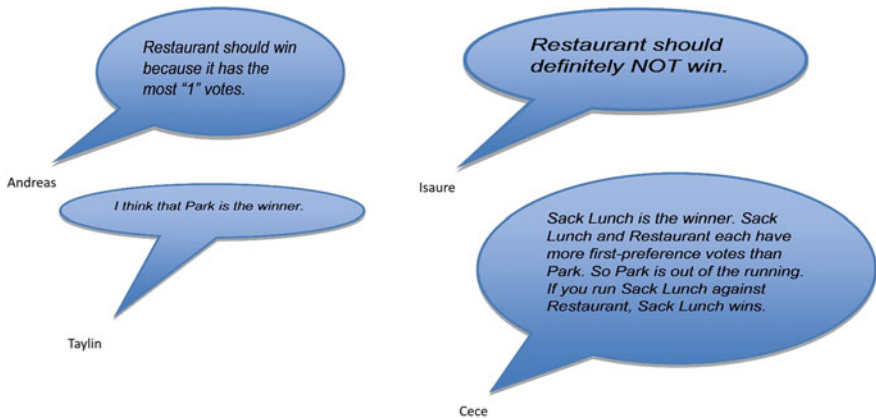 Restaurant should win
because it has the
most “1” votes.
Andreas
Restaurant should
definitely NOT win.
Isaure
I think that Park is the winner.
Taylin
Sack Lunch is the winner. Sack
Lunch and Restaurant each have
more first-preference votes than
Park. So Park is out of the running.
If you run Sack Lunch against
Restaurant, Sack Lunch wins.
Cece